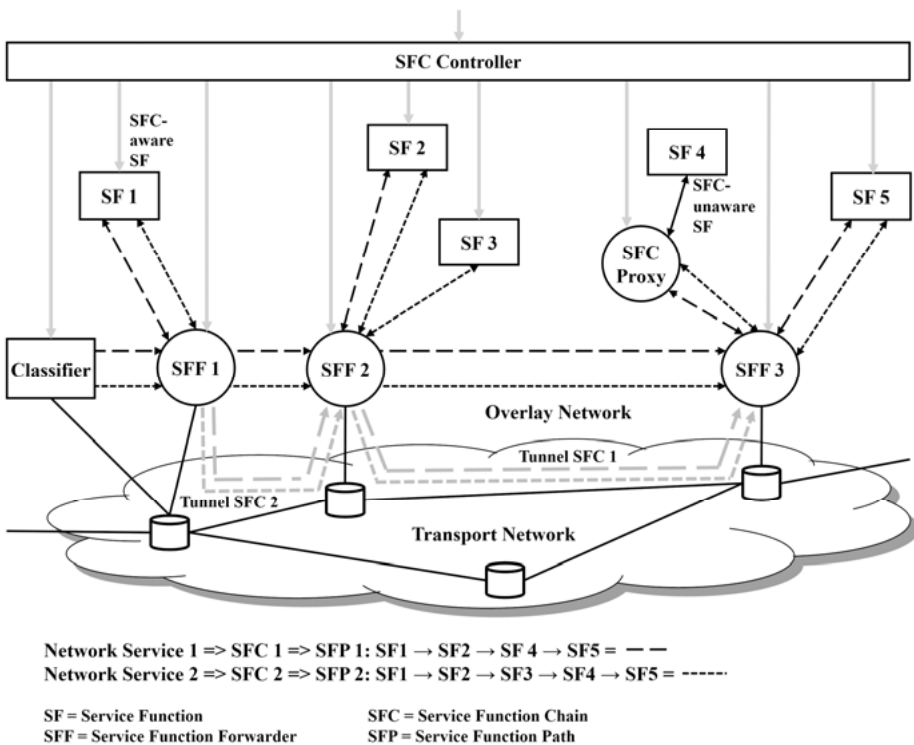 SFC Controller
SFC-
aware
SF
SF 1
SF 2
SF 3
SF 4
SFC-
unaware
SF
SF 5
SFC
Proxy
Classifier
SFF 1
SFF 2
SFF 3
Overlay Network
Tunnel SFC 1
Tunnel SFC 2
Transport Network
Network Service 1 => SFC 1 => SFP 1: SF1 → SF2 → SF 4 → SF5 =
Network Service 2 => SFC 2 => SFP 2: SF1 → SF2 → SF3 → SF4 → SF5 =
SF = Service Function
SFC = Service Function Chain
SFF = Service Function Forwarder
SFP = Service Function Path